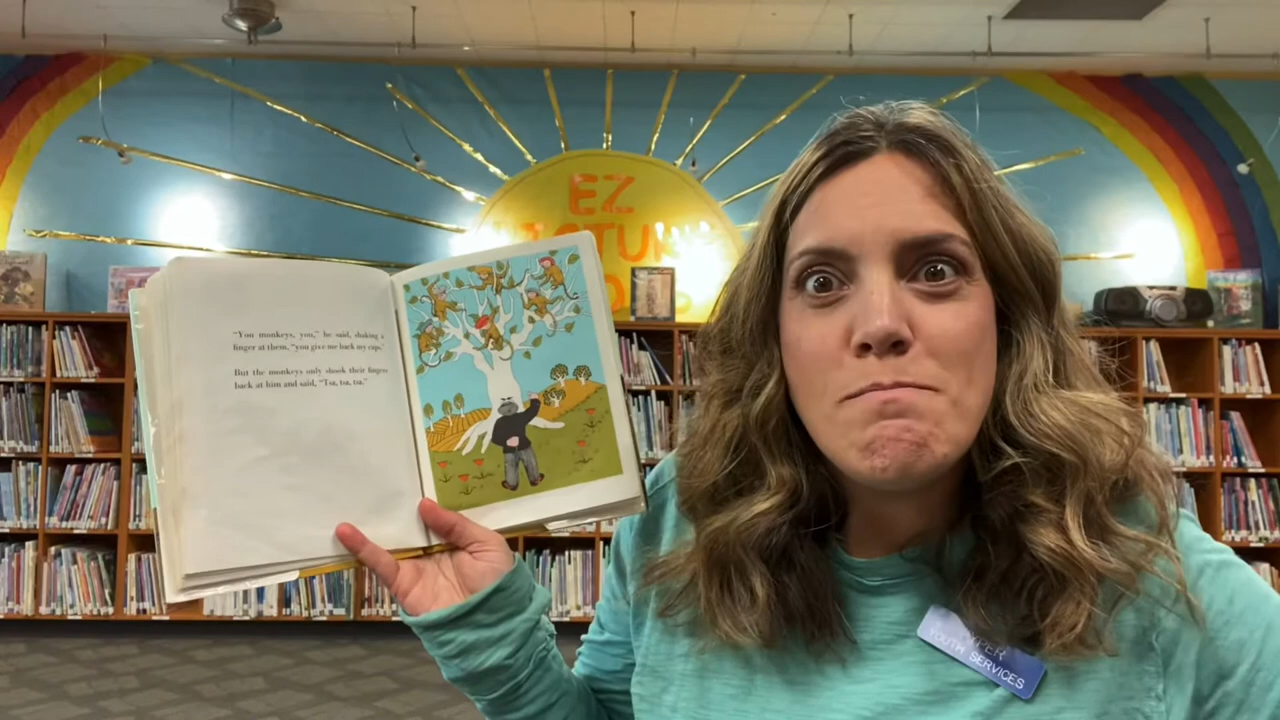 EZ
"You monkeys, you," he said, shaking a
finger at them, "you give me back my caps."
But the monkeys only shook their fingers
back at him and said, "Tsz, tsz, tsz."
YOUTH SERVICES